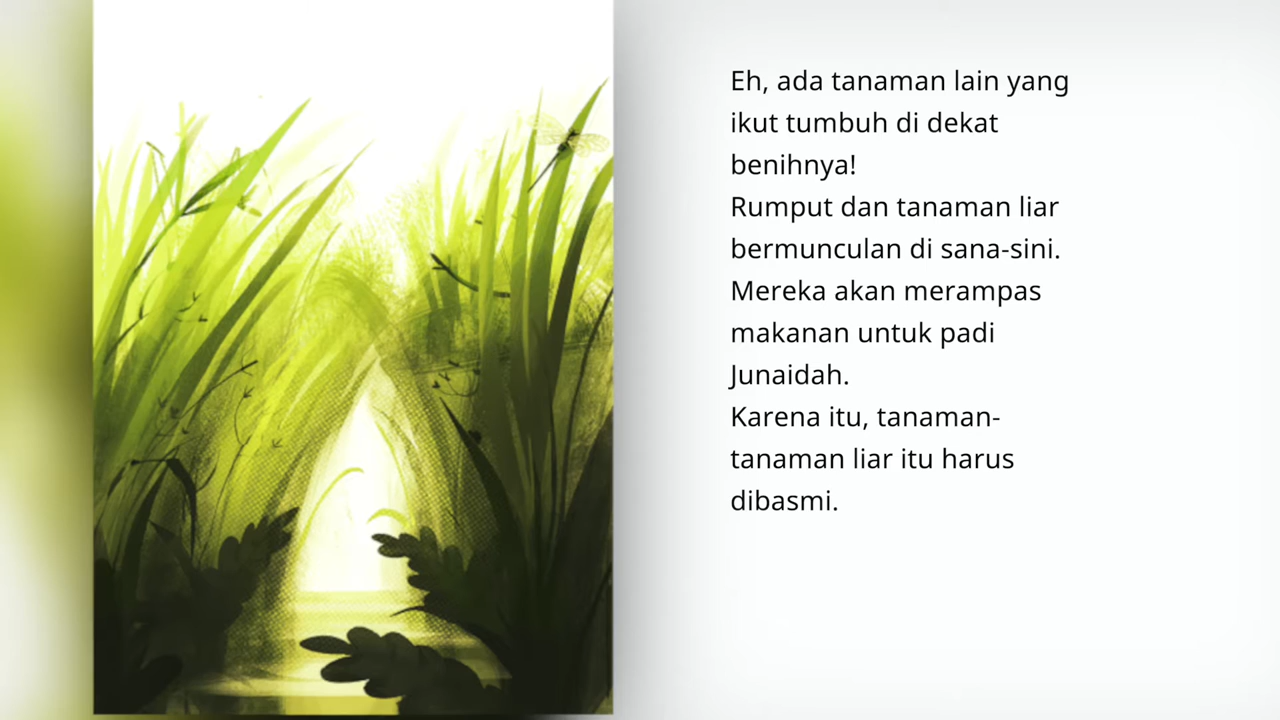 Eh, ada tanaman lain yang
ikut tumbuh di dekat
benihnya!
Rumput dan tanaman liar
bermunculan di sana-sini.
Mereka akan merampas
makanan untuk padi
Junaidah.
Karena itu, tanaman-
tanaman liar itu harus
dibasmi.